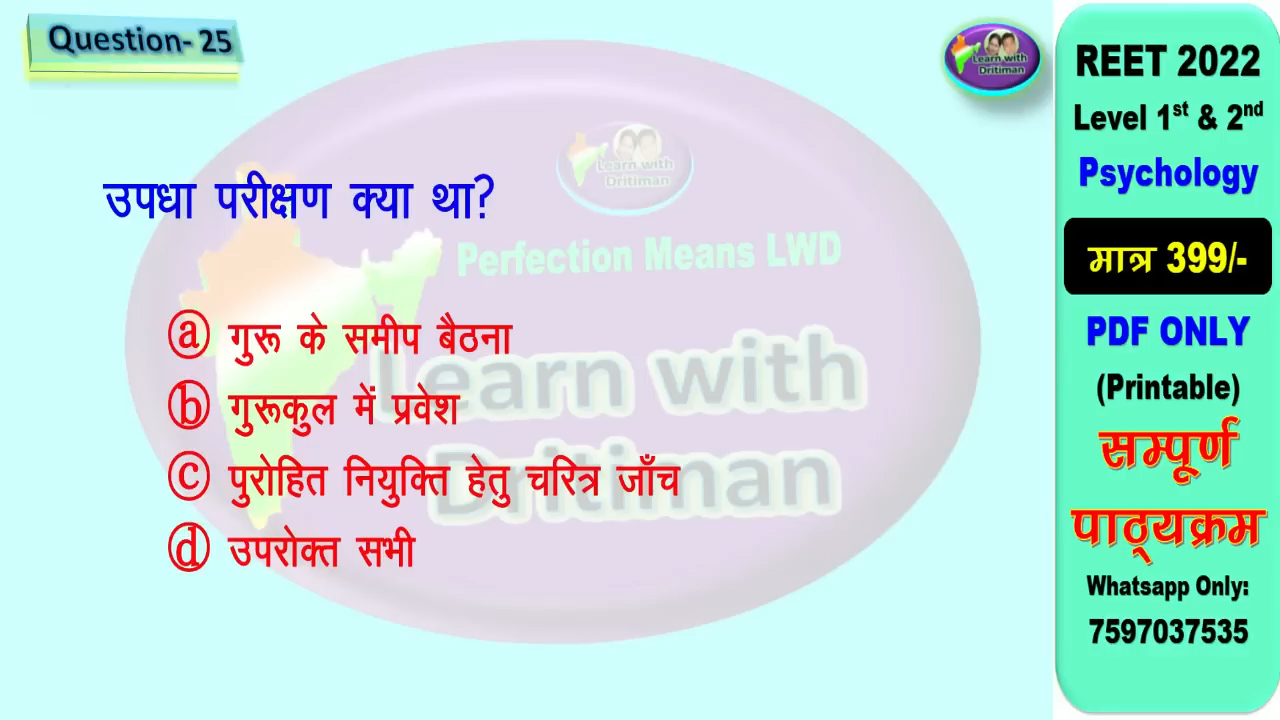 Question- 25
Learn with
Dritiman
उपधा परीक्षण क्या था?
Learn with
Dritiman
Perfection Means LWD
Learn with
Dritiman
ⓐ गुरू के समीप बैठना
ⓑ गुरूकुल में प्रवेश
ⓒ पुरोहित नियुक्ति हेतु चरित्र जाँच
ⓓ उपरोक्त सभी
REET 2022
Level 1st & 2nd
Psychology
मात्र 399/-
PDF ONLY
(Printable)
सम्पूर्ण
पाठ्यक्रम
Whatsapp Only:
7597037535